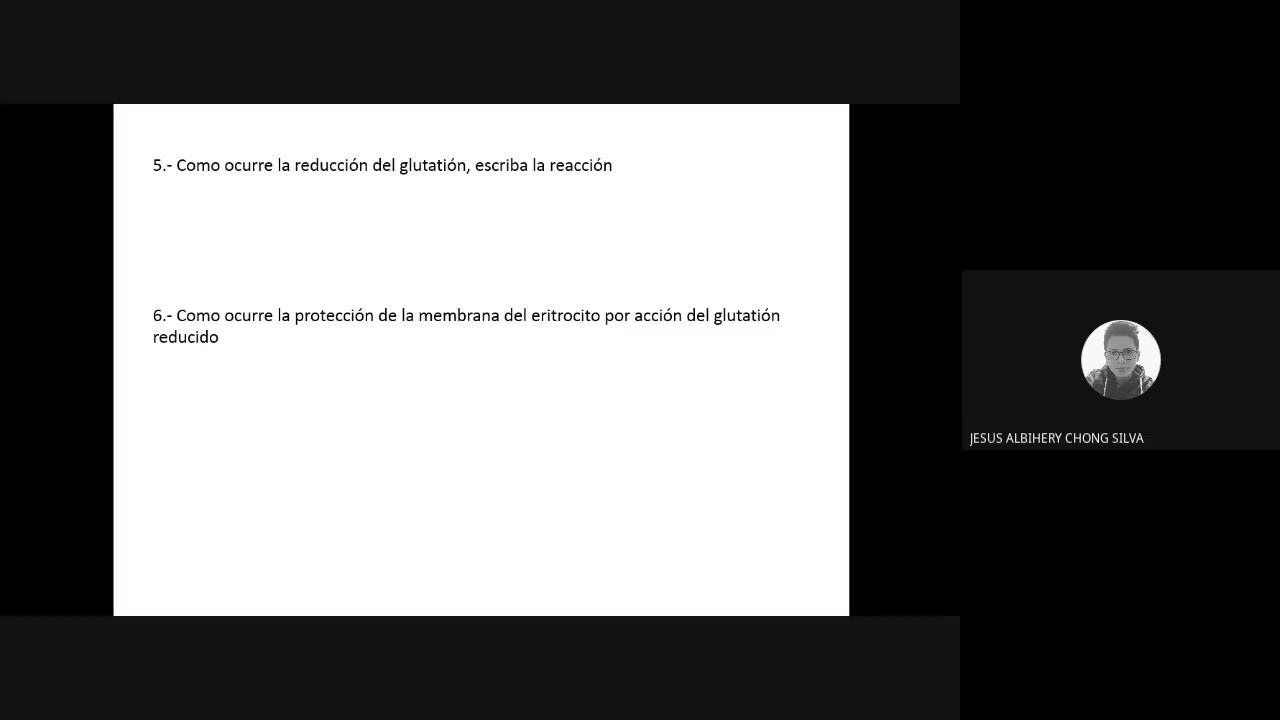 5.- Como ocurre la reducción del glutatión, escriba la reacción
6.- Como ocurre la protección de la membrana del eritrocito por acción del glutatión
reducido
JESUS ALBIHERY CHONG SILVA